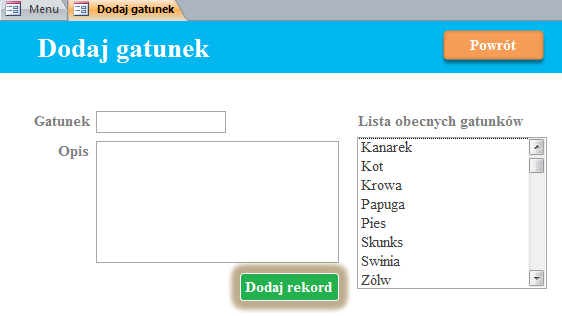 Menu
Dodaj gatunek
Dodaj gatunek
Powrót
Gatunek
Opis
Lista obecnych gatunków
Kanarek
Kot
Krowa
Papuga
Pies
Skunks
Swinia
Zólw
Dodaj rekord